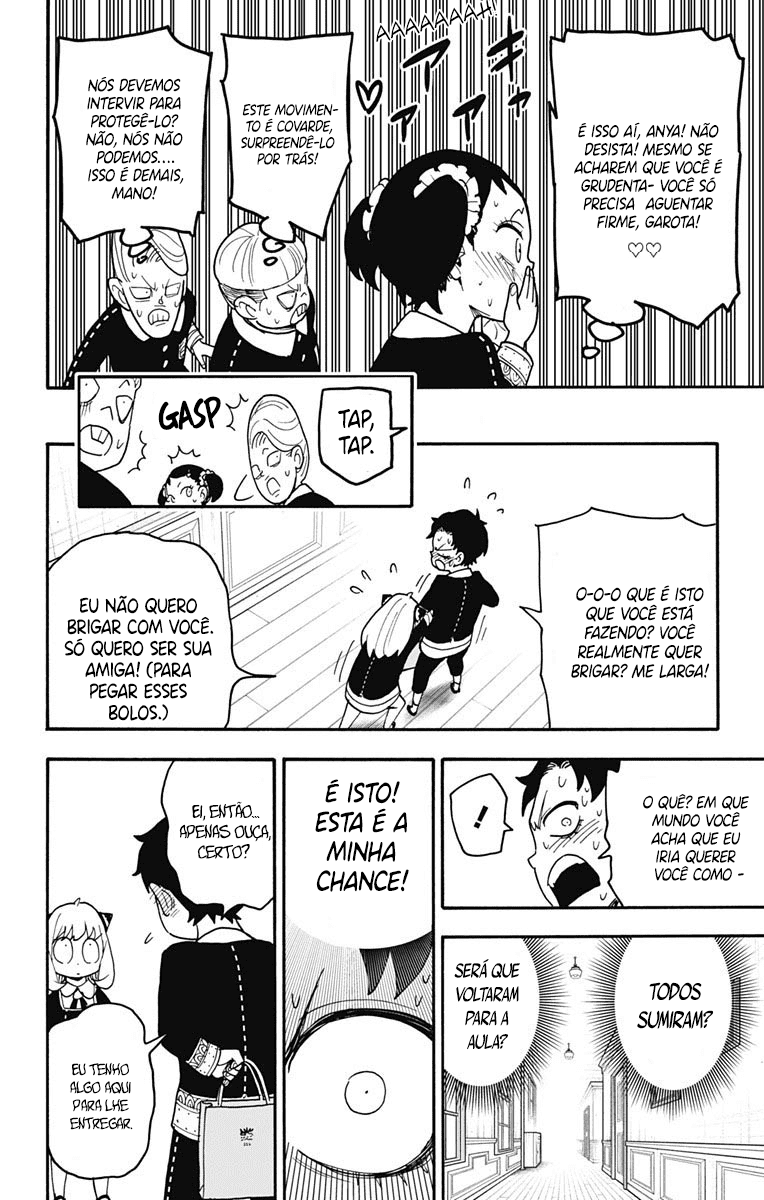 É ISSO AÍ, ANYA! NÃO
DESISTA! MESMO SE
ACHAREM QUE VOCÊ É
GRUDENTA- VOCÊ SÓ
PRECISA AGUENTAR
FIRME, GAROTA!
♡♡
AAAAAAAH!
キ
ァ
ア
ァ
ア
ESTE MOVIMEN-
TO É COVARDE,
SURPREENDÊ-LO
POR TRÁS!
NÓS DEVEMOS
INTERVIR PARA
PROTEGÊ-LO?
NÃO, NÓS NÃO
PODEMOS....
ISSO É DEMAIS,
MANO!
TAP,
TAP.
GASP
O-O-O QUE É ISTO
QUE VOCÊ ESTÁ
FAZENDO? VOCÊ
REALMENTE QUER
BRIGAR? ME LARGA!
EU NÃO QUERO
BRIGAR COM VOCÊ.
SÓ QUERO SER SUA
AMIGA! (PARA
PEGAR ESSES
BOLOS.)
O QUÊ? EM QUE
MUNDO VOCÊ
ACHA QUE EU
IRIA QUERER
VOCÊ COMO -
!
TODOS
SUMIRAM?
SERÁ QUE
VOLTARAM
PARA A
AULA?
É ISTO!
ESTA É A
MINHA
CHANCE!
EI, ENTÃO...
APENAS OUÇA,
CERTO?
EU TENHO
ALGO AQUI
PARA LHE
ENTREGAR.